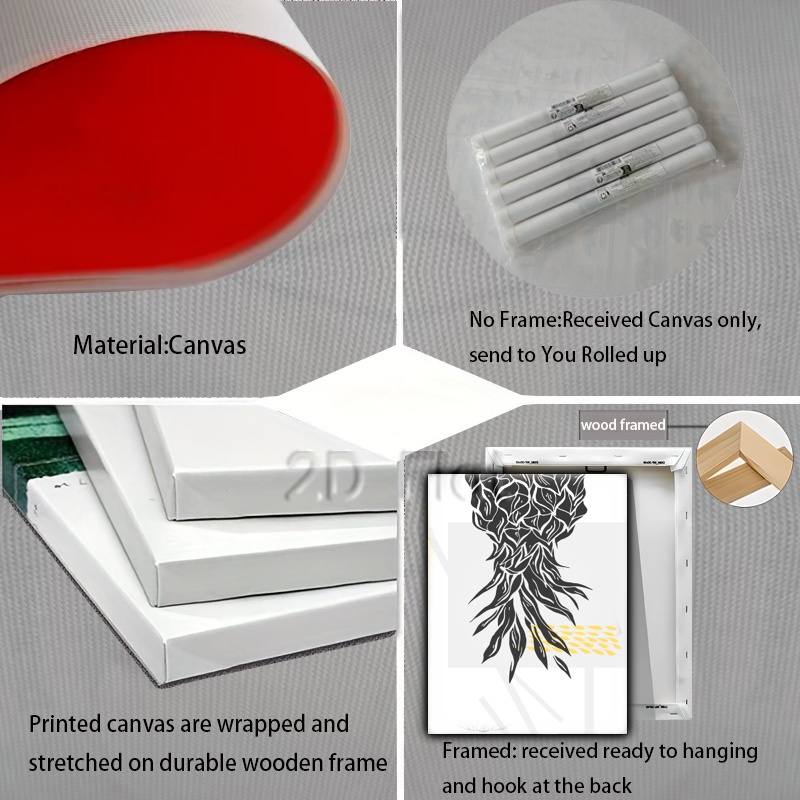 Material:Canvas
No Frame:Received Canvas only,
send to You Rolled up
wood framed
2.D
Printed canvas are wrapped and
stretched on durable wooden frame
Framed: received ready to hanging
and hook at the back